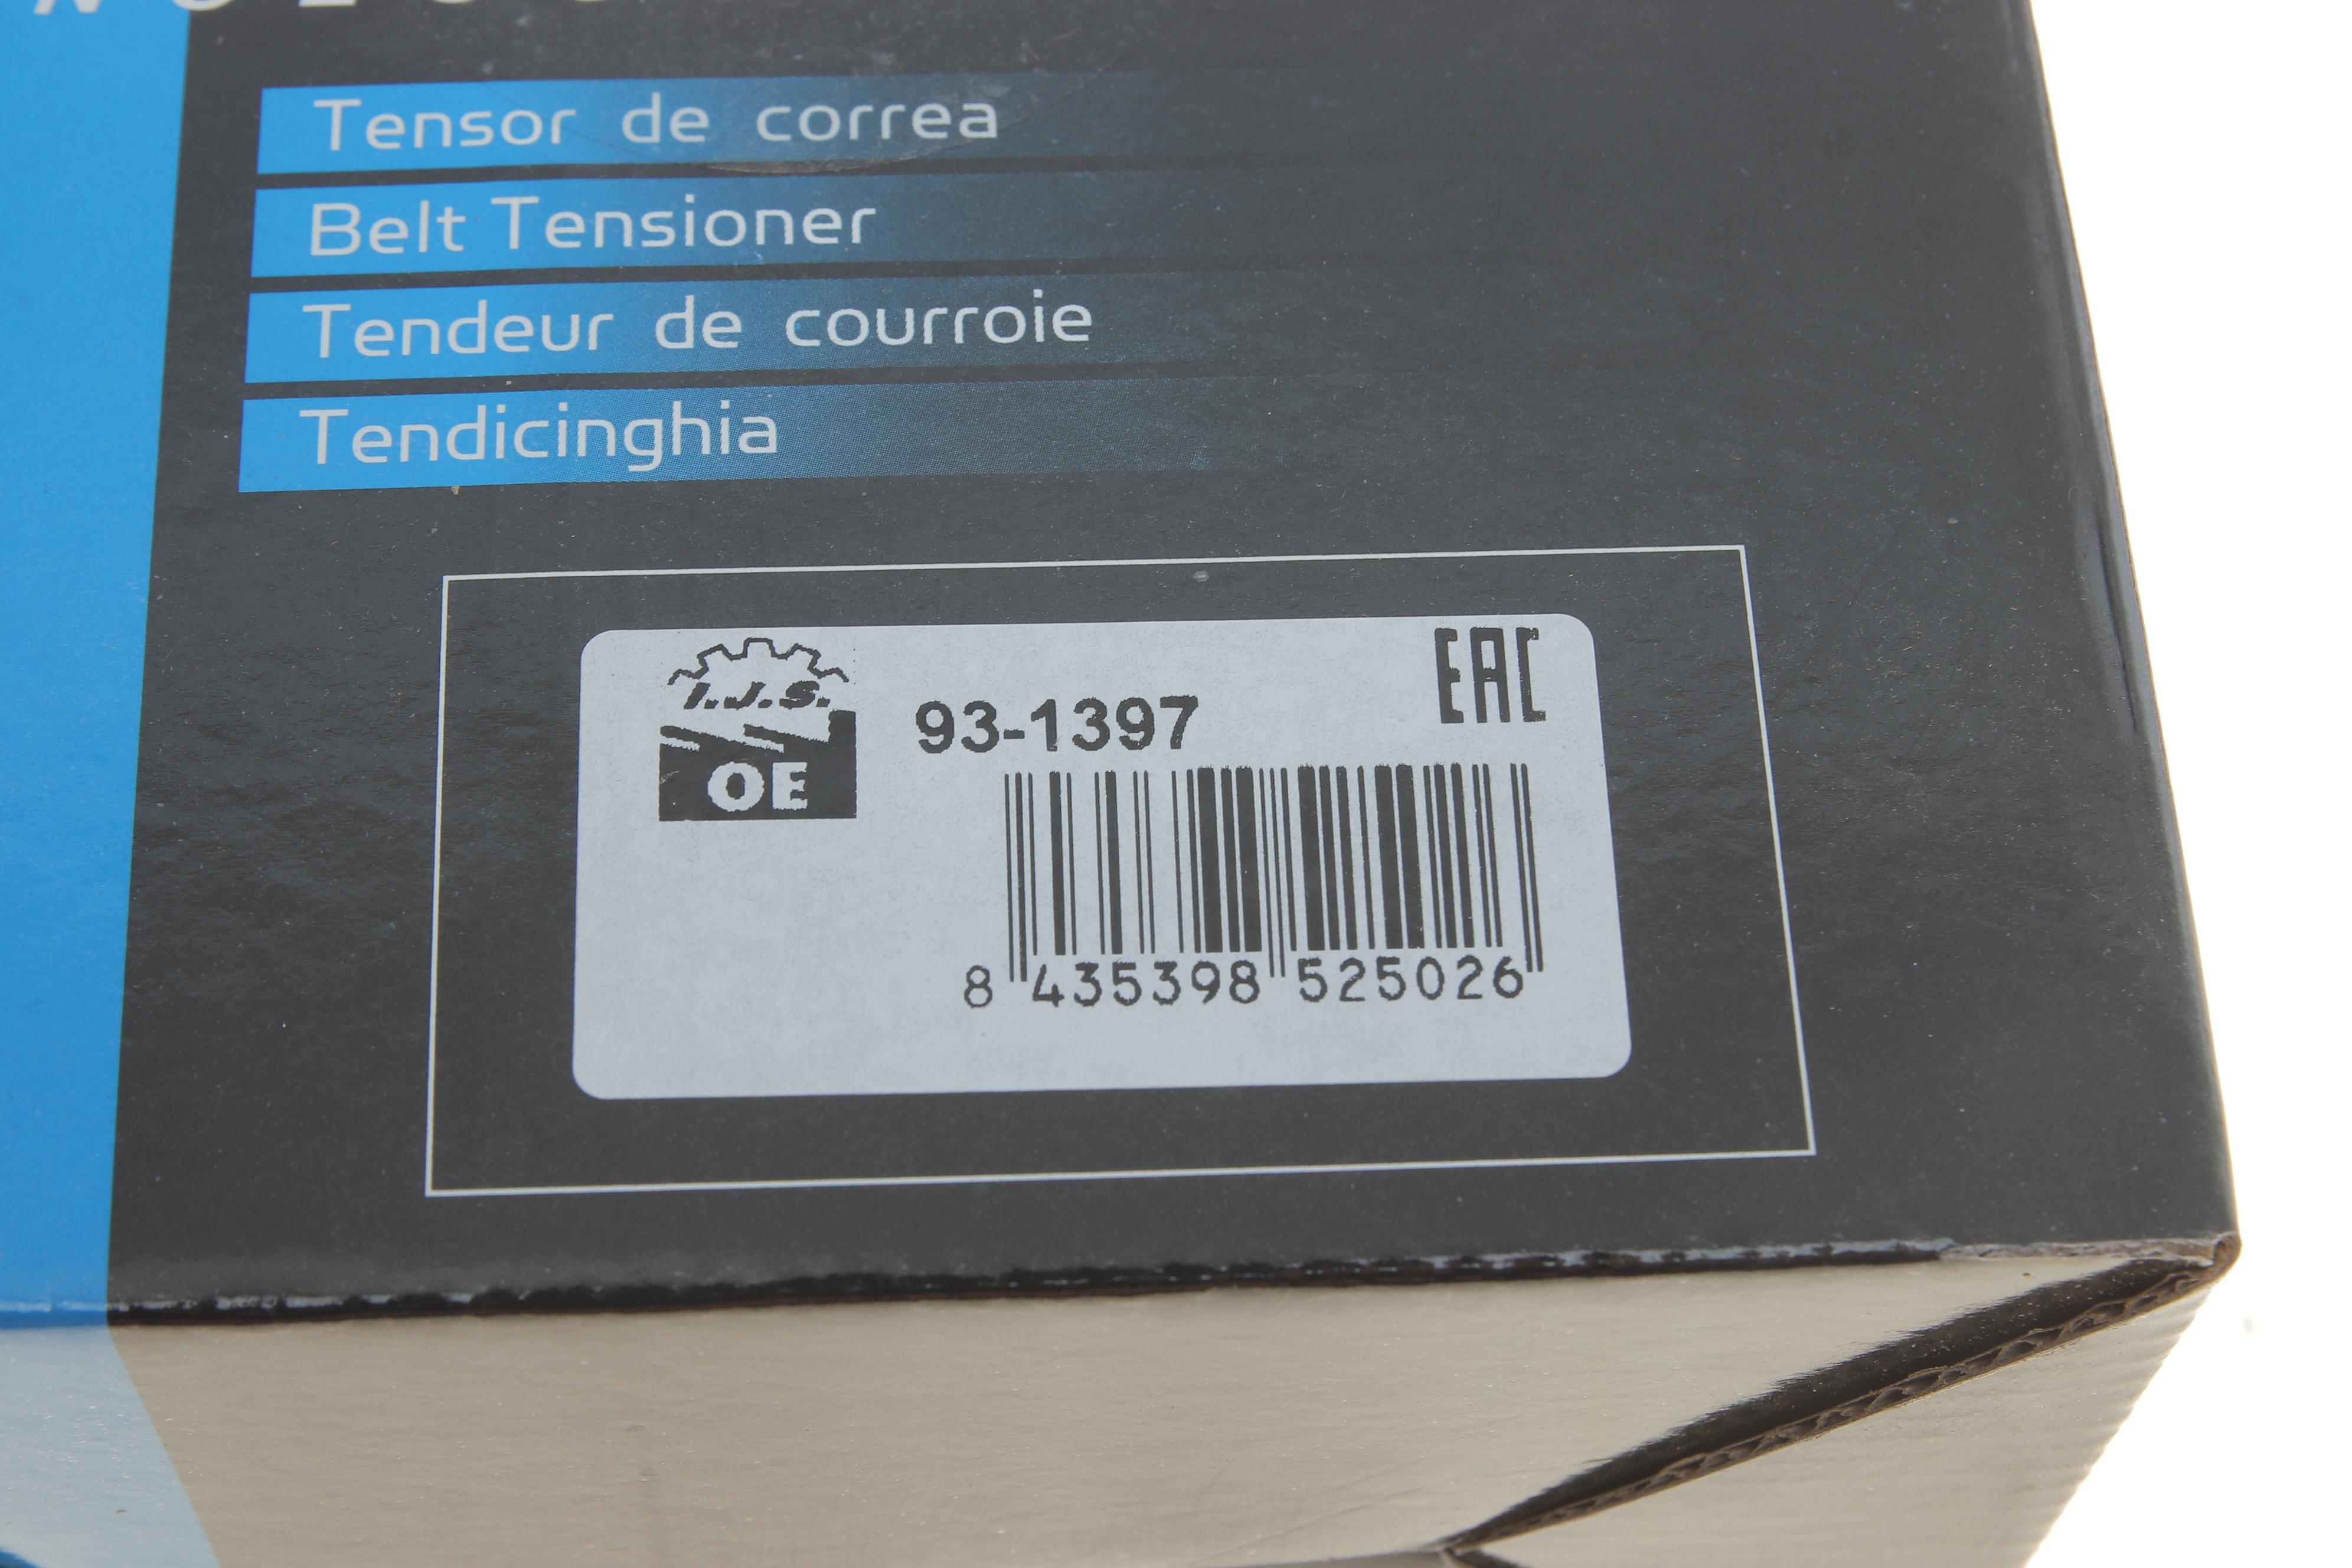 Tensor de correa
Belt Tensioner
Tendeur de courroie
Tendicinghia
I.J.S.
OE
93-1397
EAC
8 435398 525026